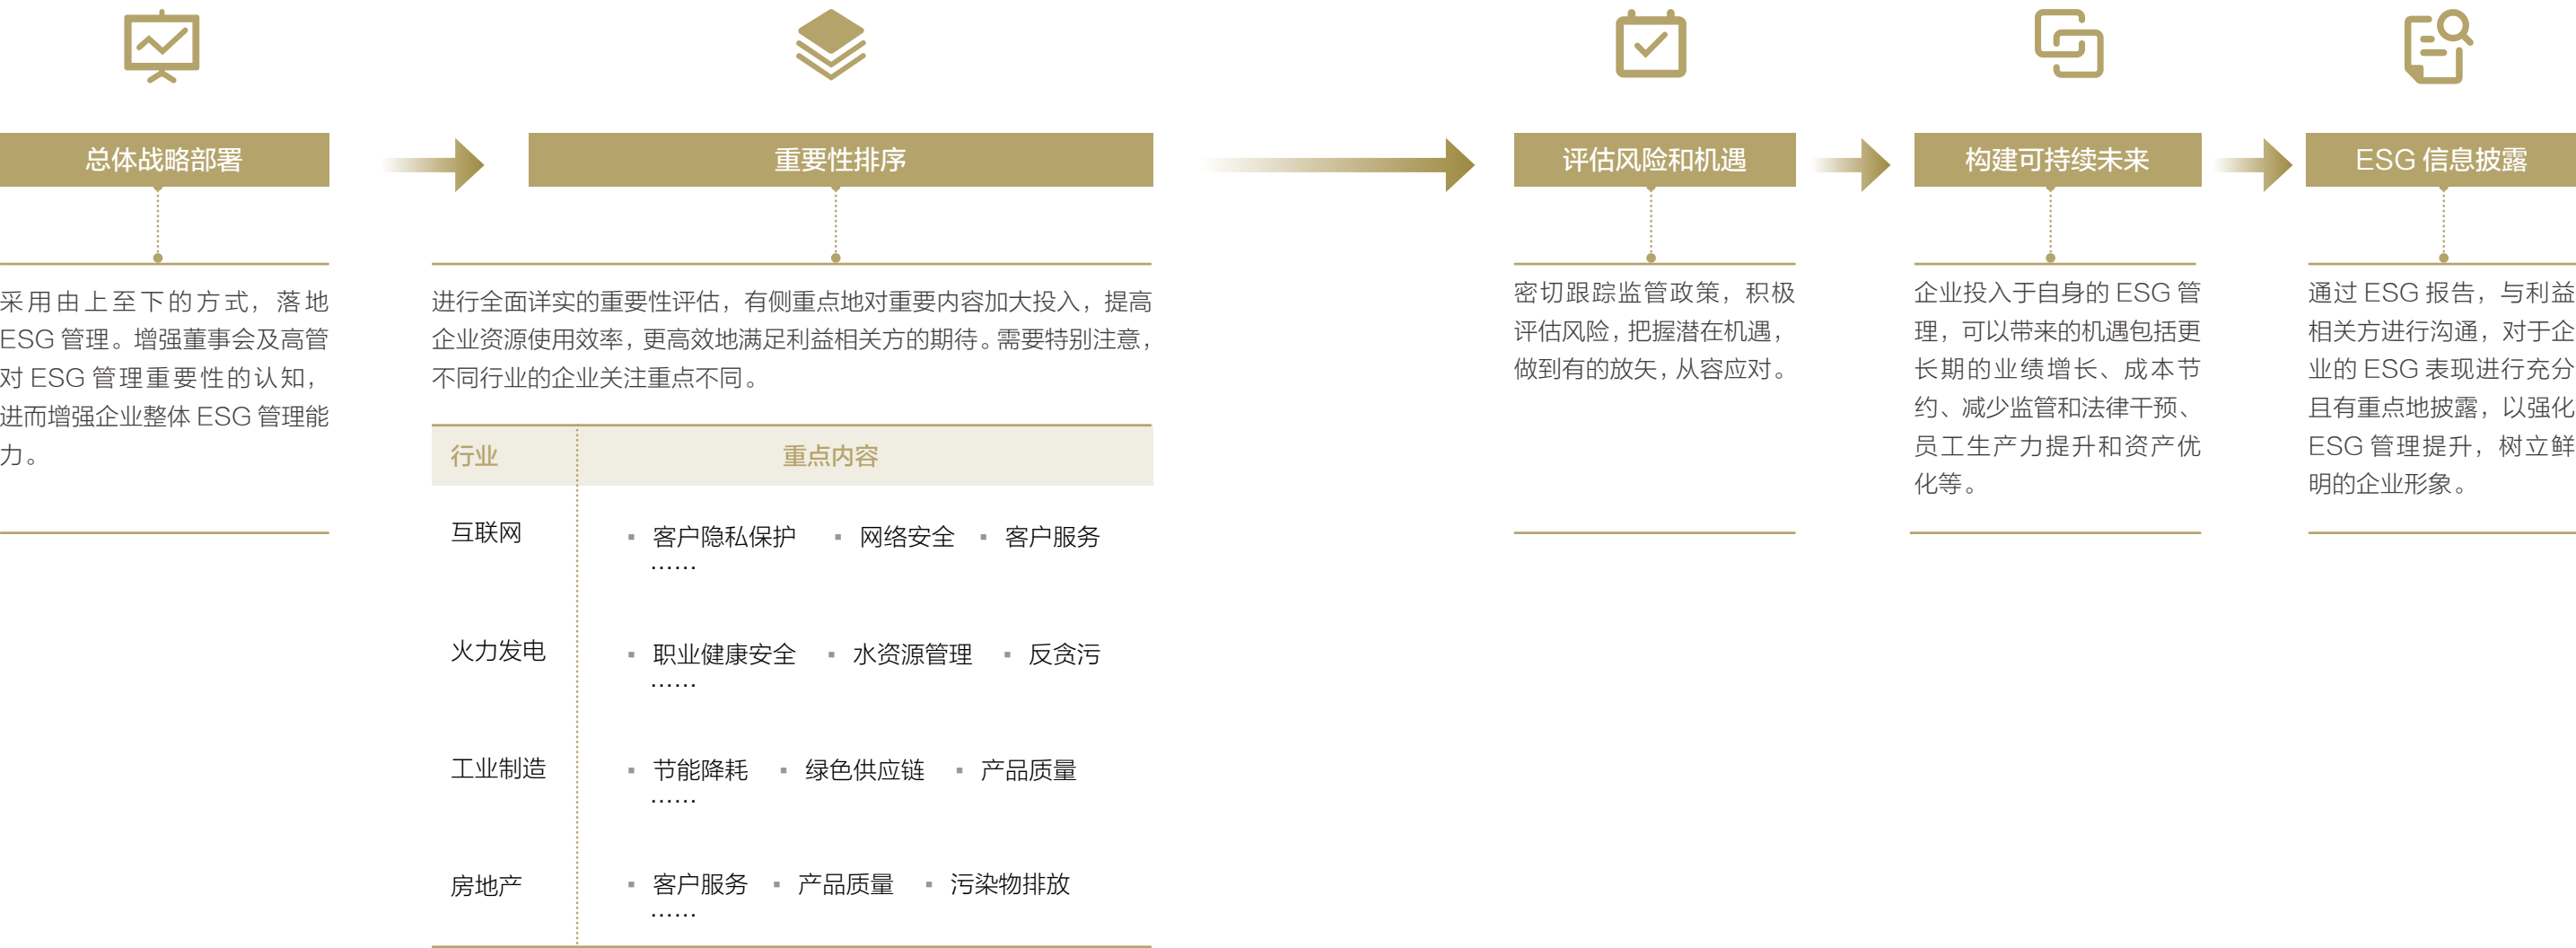 总体战略部署
采用由上至下的方式，落地
ESG 管理。增强董事会及高管
对 ESG 管理重要性的认知，
进而增强企业整体 ESG 管理能
力。
重要性排序
进行全面详实的重要性评估，有侧重点地对重要内容加大投入，提高
企业资源使用效率，更高效地满足利益相关方的期待。需要特别注意，
不同行业的企业关注重点不同。
行业 重点内容
互联网 ▪ 客户隐私保护 ▪ 网络安全 ▪ 客户服务
……
火力发电 ▪ 职业健康安全 ▪ 水资源管理 ▪ 反贪污
……
工业制造 ▪ 节能降耗 ▪ 绿色供应链 ▪ 产品质量
……
房地产 ▪ 客户服务 ▪ 产品质量 ▪ 污染物排放
……
评估风险和机遇
密切跟踪监管政策，积极
评估风险，把握潜在机遇，
做到有的放矢，从容应对。
构建可持续未来
企业投入于自身的 ESG 管
理，可以带来的机遇包括更
长期的业绩增长、成本节
约、减少监管和法律干预、
员工生产力提升和资产优
化等。
ESG 信息披露
通过 ESG 报告，与利益
相关方进行沟通，对于企
业的 ESG 表现进行充分
且有重点地披露，以强化
ESG 管理提升，树立鲜
明的企业形象。